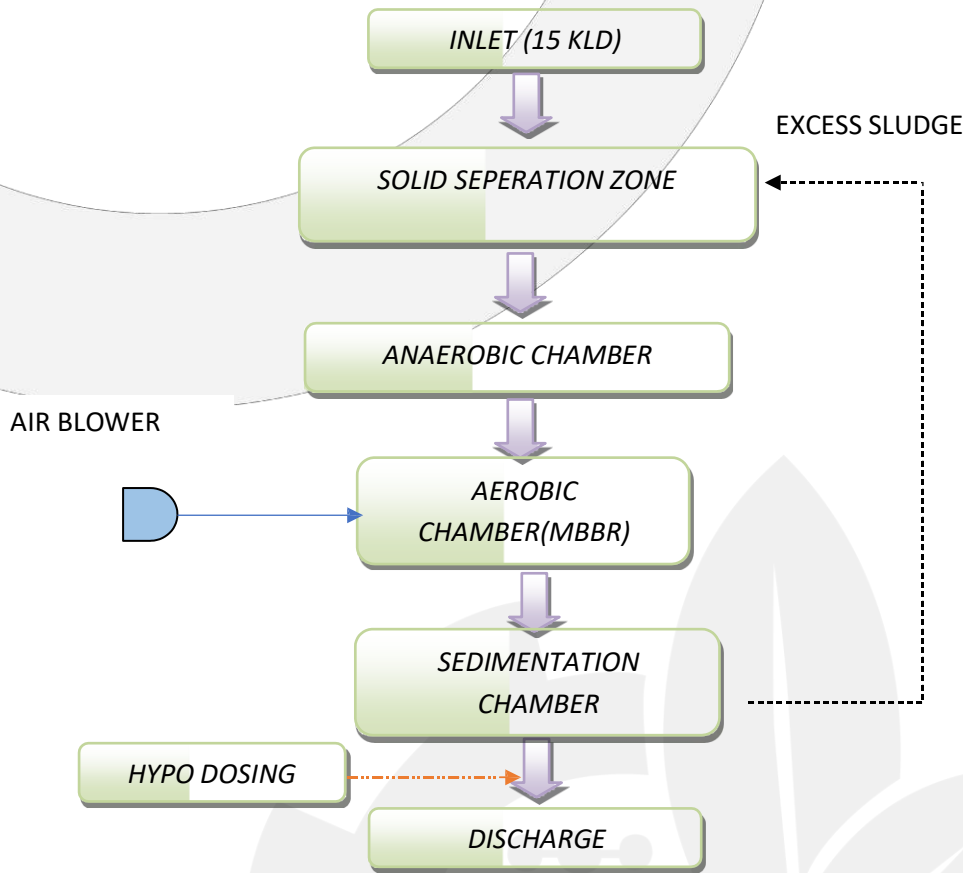 INLET (15 KLD)
EXCESS SLUDGE
SOLID SEPERATION ZONE
ANAEROBIC CHAMBER
AIR BLOWER
AEROBIC
CHAMBER(MBBR)
SEDIMENTATION
CHAMBER
HYPO DOSING
DISCHARGE